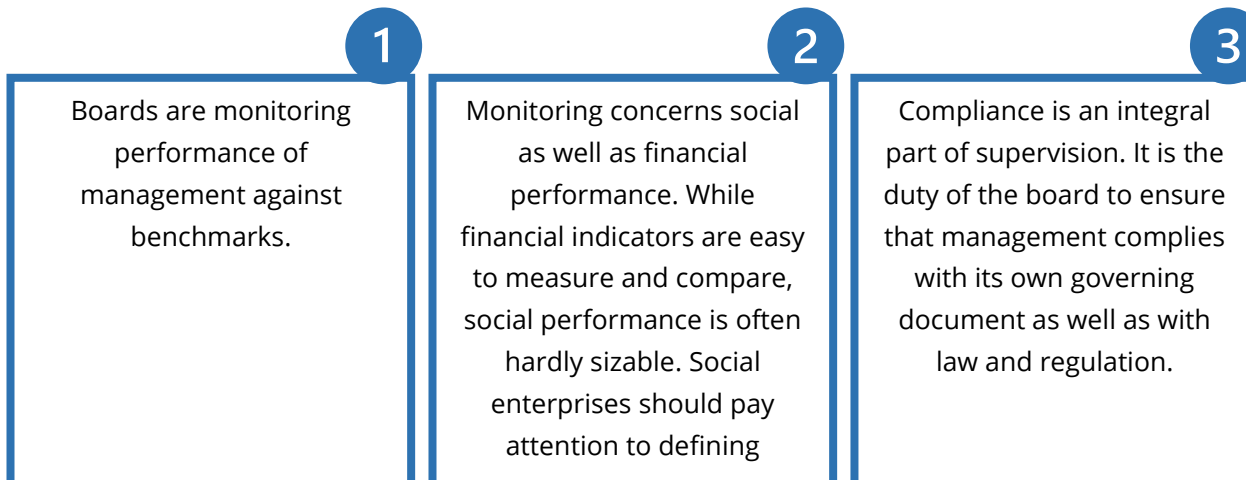 1
Boards are monitoring
performance of
management against
benchmarks.
2
Monitoring concerns social
as well as financial
performance. While
financial indicators are easy
to measure and compare,
social performance is often
hardly sizable. Social
enterprises should pay
attention to defining
3
Compliance is an integral
part of supervision. It is the
duty of the board to ensure
that management complies
with its own governing
document as well as with
law and regulation.